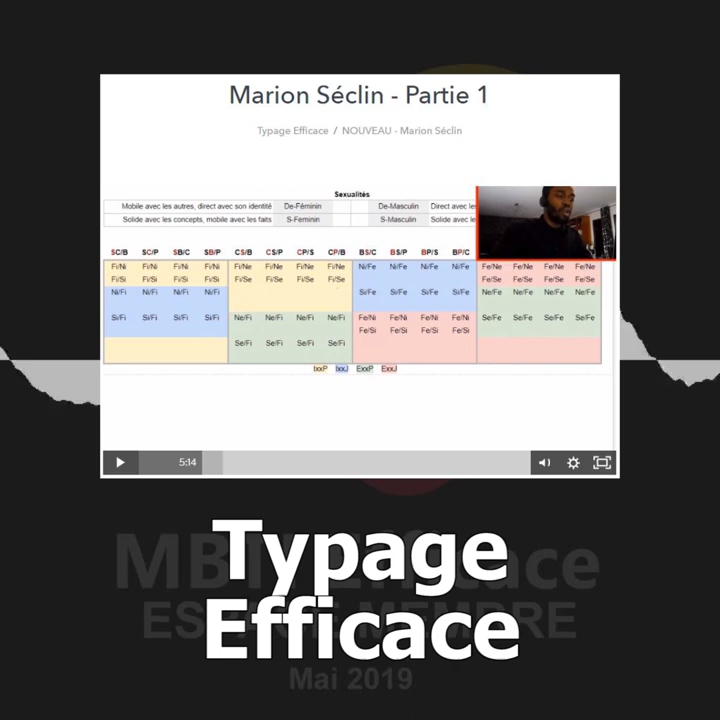 Marion Séclin - Partie 1
Typage Efficace / NOUVEAU - Marion Séclin
Sexualités
Mobile avec les autres, direct avec son identité De-Féminin De-Masculin Direct avec les
Solide avec les concepts, mobile avec les faits S-Feminin S-Masculin Solide avec le
SC/B SC/P SB/C SB/P CS/B CS/P CP/S CP/B BS/C BS/P BP/S BP/C
Fi/Ni Fi/Ni Fi/Ni Fi/Ni Fi/Ne Fi/Ne Fi/Ne Fi/Ne Ni/Fe Ni/Fe Ni/Fe Ni/Fe Fe/Ne Fe/Ne Fe/Ne Fe/Ne
Fi/Si Fi/Si Fi/Si Fi/Si Fi/Se Fi/Se Fi/Se Fi/Se Fe/Se Fe/Se Fe/Se Fe/Se
Ni/Fi Ni/Fi Ni/Fi Ni/Fi Si/Fe Si/Fe Si/Fe Si/Fe Ne/Fe Ne/Fe Ne/Fe Ne/Fe
Si/Fi Si/Fi Si/Fi Si/Fi Ne/Fi Ne/Fi Ne/Fi Ne/Fi Fe/Ni Fe/Ni Fe/Ni Fe/Ni Se/Fe Se/Fe Se/Fe Se/Fe
Fe/Si Fe/Si Fe/Si Fe/Si
Se/Fi Se/Fi Se/Fi Se/Fi
IxxP IxxJ ExxP ExxJ
5:14
Typage
Efficace
Mai 2019